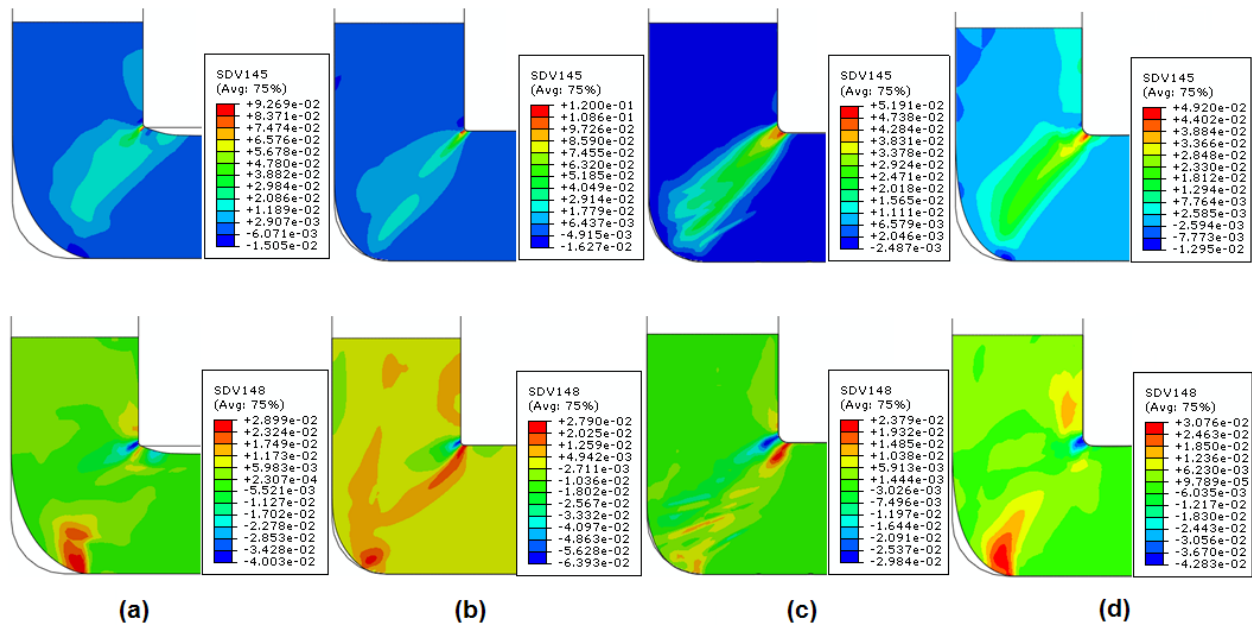 SDV145
(Avg: 75%)
+9.269e-02
+8.371e-02
+7.474e-02
+6.576e-02
+5.678e-02
+4.780e-02
+3.882e-02
+2.984e-02
+2.086e-02
+1.189e-02
+2.907e-03
-6.071e-03
-1.505e-02
SDV145
(Avg: 75%)
+1.200e-01
+1.086e-01
+9.726e-02
+8.590e-02
+7.455e-02
+6.320e-02
+5.185e-02
+4.049e-02
+2.914e-02
+1.779e-02
+6.437e-03
-4.915e-03
-1.627e-02
SDV145
(Avg: 75%)
+5.191e-02
+4.738e-02
+4.284e-02
+3.831e-02
+3.378e-02
+2.924e-02
+2.471e-02
+2.018e-02
+1.565e-02
+1.111e-02
+6.579e-03
+2.046e-03
-2.487e-03
SDV145
(Avg: 75%)
+4.920e-02
+4.402e-02
+3.884e-02
+3.366e-02
+2.848e-02
+2.330e-02
+1.812e-02
+1.294e-02
+7.764e-03
+2.585e-03
-2.594e-03
-7.773e-03
-1.295e-02
SDV148
(Avg: 75%)
+2.899e-02
+2.324e-02
+1.749e-02
+1.173e-02
+5.983e-03
+2.307e-04
-5.521e-03
-1.127e-02
-1.702e-02
-2.278e-02
-2.853e-02
-3.428e-02
-4.003e-02
SDV148
(Avg: 75%)
+2.790e-02
+2.025e-02
+1.259e-02
+4.942e-03
-2.711e-03
-1.036e-02
-1.802e-02
-2.567e-02
-3.332e-02
-4.097e-02
-4.863e-02
-5.628e-02
-6.393e-02
SDV148
(Avg: 75%)
+2.379e-02
+1.932e-02
+1.485e-02
+1.038e-02
+5.913e-03
+1.444e-03
-3.026e-03
-7.496e-03
-1.197e-02
-1.644e-02
-2.091e-02
-2.537e-02
-2.984e-02
SDV148
(Avg: 75%)
+3.076e-02
+2.463e-02
+1.850e-02
+1.236e-02
+6.230e-03
+9.789e-05
-6.035e-03
-1.217e-02
-1.830e-02
-2.443e-02
-3.056e-02
-3.670e-02
-4.283e-02
(a)
(b)
(c)
(d)